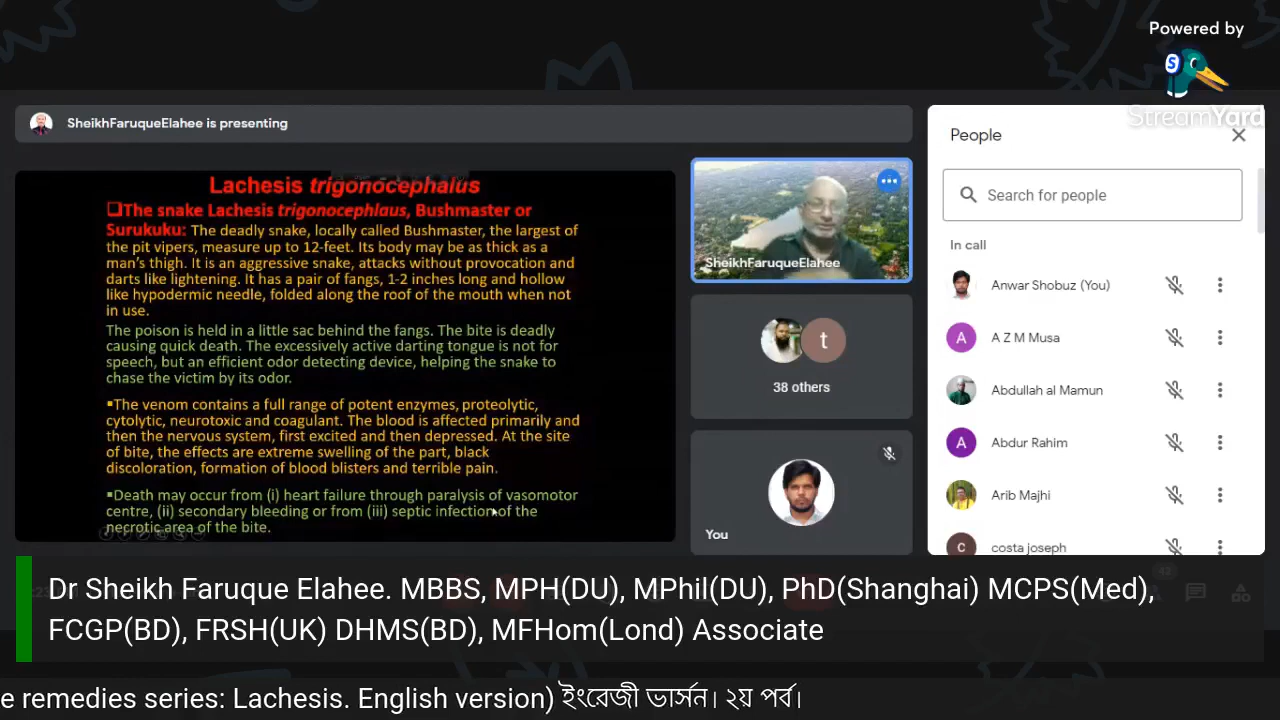 Powered by
StreamYard
SheikhFaruqueElahee is presenting
Lachesis trigonocephalus
❑The snake Lachesis trigonocephlaus, Bushmaster or
Surukuku: The deadly snake, locally called Bushmaster, the largest of
the pit vipers, measure up to 12-feet. Its body may be as thick as a
man's thigh. It is an aggressive snake, attacks without provocation and
darts like lightening. It has a pair of fangs, 1-2 inches long and hollow
like hypodermic needle, folded along the roof of the mouth when not
in use.
The poison is held in a little sac behind the fangs. The bite is deadly
causing quick death. The excessively active darting tongue is not for
speech, but an efficient odor detecting device, helping the snake to
chase the victim by its odor.
▪The venom contains a full range of potent enzymes, proteolytic,
cytolytic, neurotoxic and coagulant. The blood is affected primarily and
then the nervous system, first excited and then depressed. At the site
of bite, the effects are extreme swelling of the part, black
discoloration, formation of blood blisters and terrible pain.
▪Death may occur from (i) heart failure through paralysis of vasomotor
centre, (ii) secondary bleeding or from (iii) septic infection of the
necrotic area of the bite.
SheikhFaruqueElahee
t
38 others
You
People
Search for people
In call
Anwar Shobuz (You)
A
A Z M Musa
Abdullah al Mamun
A
Abdur Rahim
Arib Majhi
c
costa joseph
43
Dr Sheikh Faruque Elahee. MBBS, MPH(DU), MPhil(DU), PhD(Shanghai) MCPS(Med),
FCGP(BD), FRSH(UK) DHMS(BD), MFHom(Lond) Associate
e remedies series: Lachesis. English version) ইংরেজী ভার্সন। ২য় পর্ব।